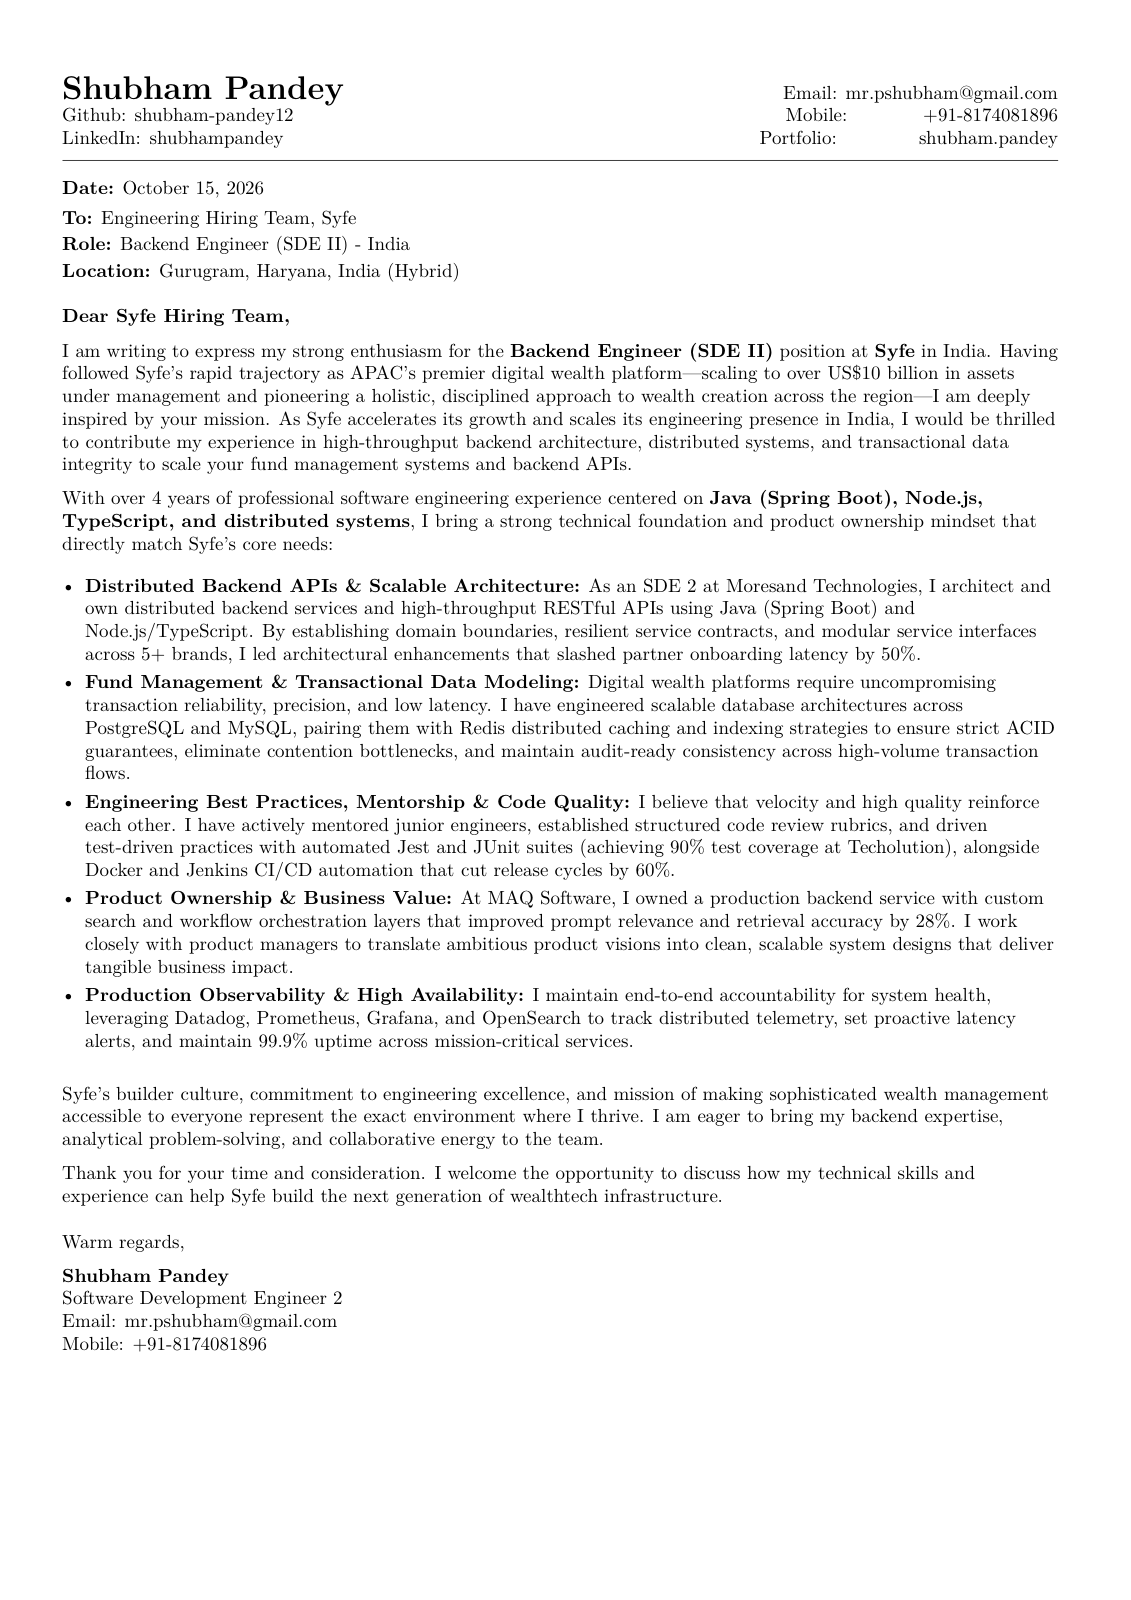 Shubham Pandey
Github: shubham-pandey12
LinkedIn: shubhampandey
Email: mr.pshubham@gmail.com
Mobile: +91-8174081896
Portfolio: shubham.pandey
Date: October 15, 2026
To: Engineering Hiring Team, Syfe
Role: Backend Engineer (SDE II) - India
Location: Gurugram, Haryana, India (Hybrid)
Dear Syfe Hiring Team,
I am writing to express my strong enthusiasm for the Backend Engineer (SDE II) position at Syfe in India. Having
followed Syfe's rapid trajectory as APAC's premier digital wealth platform—scaling to over US$10 billion in assets
under management and pioneering a holistic, disciplined approach to wealth creation across the region—I am deeply
inspired by your mission. As Syfe accelerates its growth and scales its engineering presence in India, I would be thrilled
to contribute my experience in high-throughput backend architecture, distributed systems, and transactional data
integrity to scale your fund management systems and backend APIs.
With over 4 years of professional software engineering experience centered on Java (Spring Boot), Node.js,
TypeScript, and distributed systems, I bring a strong technical foundation and product ownership mindset that
directly match Syfe's core needs:
• Distributed Backend APIs & Scalable Architecture: As an SDE 2 at Moresand Technologies, I architect and
own distributed backend services and high-throughput RESTful APIs using Java (Spring Boot) and
Node.js/TypeScript. By establishing domain boundaries, resilient service contracts, and modular service interfaces
across 5+ brands, I led architectural enhancements that slashed partner onboarding latency by 50%.
• Fund Management & Transactional Data Modeling: Digital wealth platforms require uncompromising
transaction reliability, precision, and low latency. I have engineered scalable database architectures across
PostgreSQL and MySQL, pairing them with Redis distributed caching and indexing strategies to ensure strict ACID
guarantees, eliminate contention bottlenecks, and maintain audit-ready consistency across high-volume transaction
flows.
• Engineering Best Practices, Mentorship & Code Quality: I believe that velocity and high quality reinforce
each other. I have actively mentored junior engineers, established structured code review rubrics, and driven
test-driven practices with automated Jest and JUnit suites (achieving 90% test coverage at Techolution), alongside
Docker and Jenkins CI/CD automation that cut release cycles by 60%.
• Product Ownership & Business Value: At MAQ Software, I owned a production backend service with custom
search and workflow orchestration layers that improved prompt relevance and retrieval accuracy by 28%. I work
closely with product managers to translate ambitious product visions into clean, scalable system designs that deliver
tangible business impact.
• Production Observability & High Availability: I maintain end-to-end accountability for system health,
leveraging Datadog, Prometheus, Grafana, and OpenSearch to track distributed telemetry, set proactive latency
alerts, and maintain 99.9% uptime across mission-critical services.
Syfe's builder culture, commitment to engineering excellence, and mission of making sophisticated wealth management
accessible to everyone represent the exact environment where I thrive. I am eager to bring my backend expertise,
analytical problem-solving, and collaborative energy to the team.
Thank you for your time and consideration. I welcome the opportunity to discuss how my technical skills and
experience can help Syfe build the next generation of wealthtech infrastructure.
Warm regards,
Shubham Pandey
Software Development Engineer 2
Email: mr.pshubham@gmail.com
Mobile: +91-8174081896